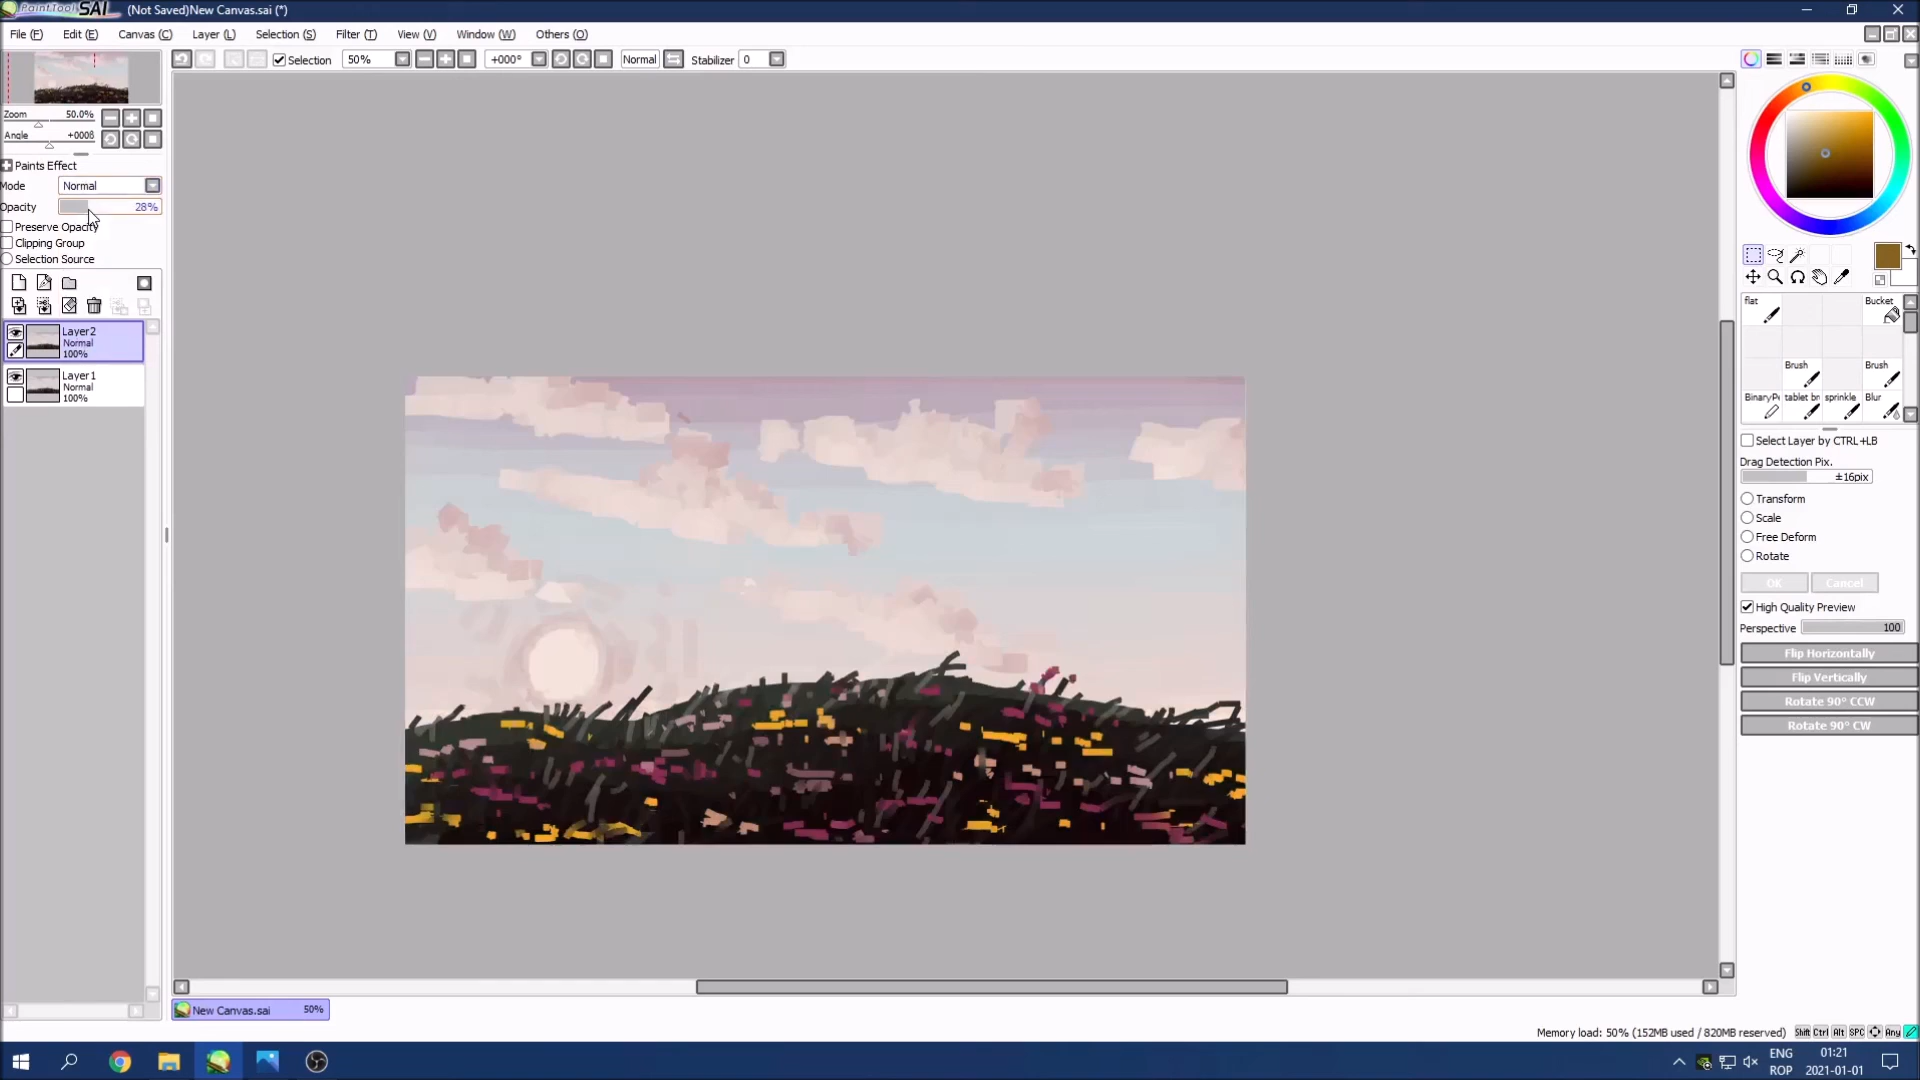 PaintTool SAI (Not Saved)New Canvas.sai (*)
File (F) Edit (E) Canvas (C) Layer (L) Selection (S) Filter (T) View (V) Window (W) Others (O)
Selection 50% +000° Normal Stabilizer 0
Zoom 50.0%
Angle +000ß
Paints Effect
Mode Normal
Opacity 28%
Preserve Opacity
Clipping Group
Selection Source
Layer2
Normal
100%
Layer1
Normal
100%
flat Bucket
Brush Brush
BinaryPe tablet br sprinkle Blur
Select Layer by CTRL+LB
Drag Detection Pix.
±16pix
Transform
Scale
Free Deform
Rotate
OK Cancel
High Quality Preview
Perspective 100
Flip Horizontally
Flip Vertically
Rotate 90° CCW
Rotate 90° CW
New Canvas.sai 50%
Memory load: 50% (152MB used / 820MB reserved) Shift Ctrl Alt SPC Any
ENG
ROP
01:21
2021-01-01